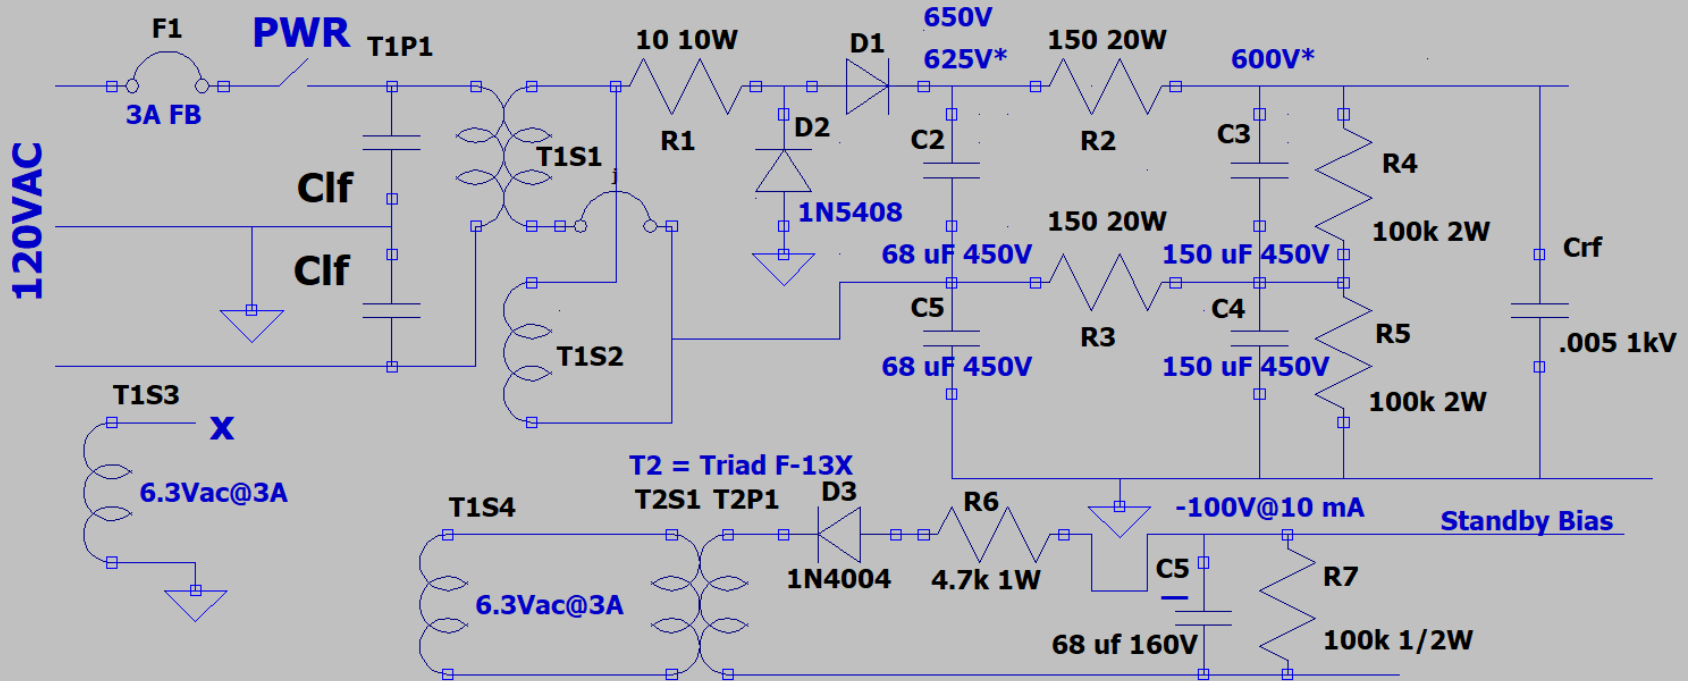 F1
PWR
T1P1
3A FB
120VAC
Clf
Clf
T1S1
j
T1S2
10 10W
R1
D1
D2
1N5408
650V
625V*
150 20W
R2
600V*
C2
68 uF 450V
C3
150 uF 450V
R4
100k 2W
150 20W
R3
C5
68 uF 450V
C4
150 uF 450V
R5
100k 2W
Crf
.005 1kV
T1S3
X
6.3Vac@3A
T1S4
6.3Vac@3A
T2 = Triad F-13X
T2S1 T2P1
D3
1N4004
R6
4.7k 1W
-100V@10 mA
Standby Bias
C5
68 uf 160V
R7
100k 1/2W